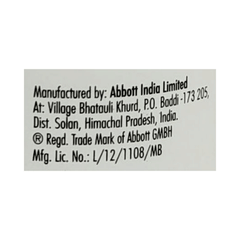 Manufactured by: Abbott India Limited
At: Village Bhatauli Khurd, P.O. Baddi -173 205,
Dist. Solan, Himachal Pradesh, India.
® Regd. Trade Mark of Abbott GMBH
Mfg. Lic. No.: L/12/1108/MB